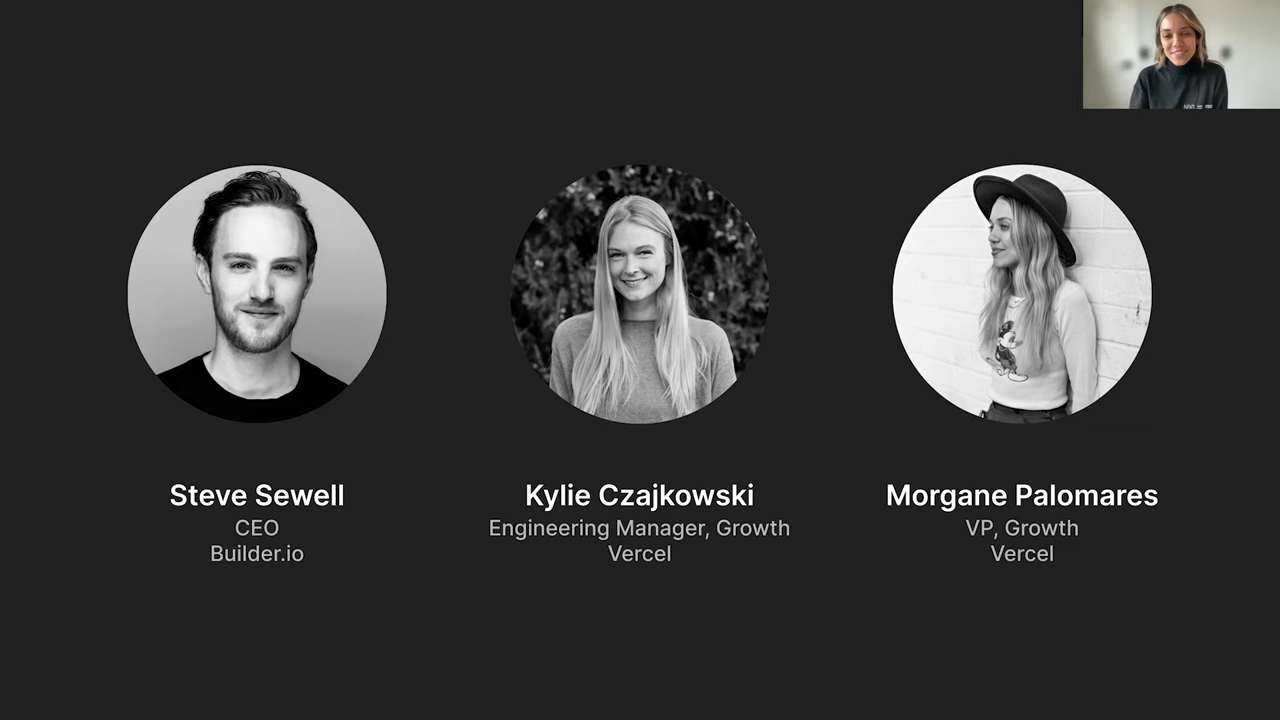 Steve Sewell
CEO
Builder.io
Kylie Czajkowski
Engineering Manager, Growth
Vercel
Morgane Palomares
VP, Growth
Vercel